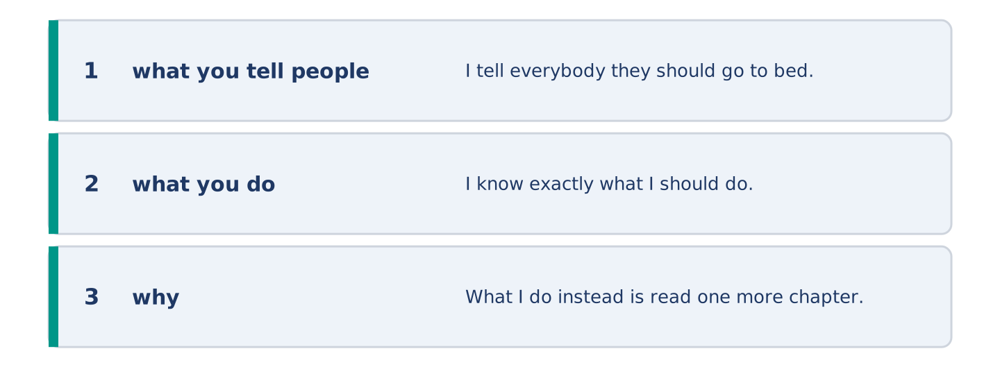 1 what you tell people I tell everybody they should go to bed.
2 what you do I know exactly what I should do.
3 why What I do instead is read one more chapter.